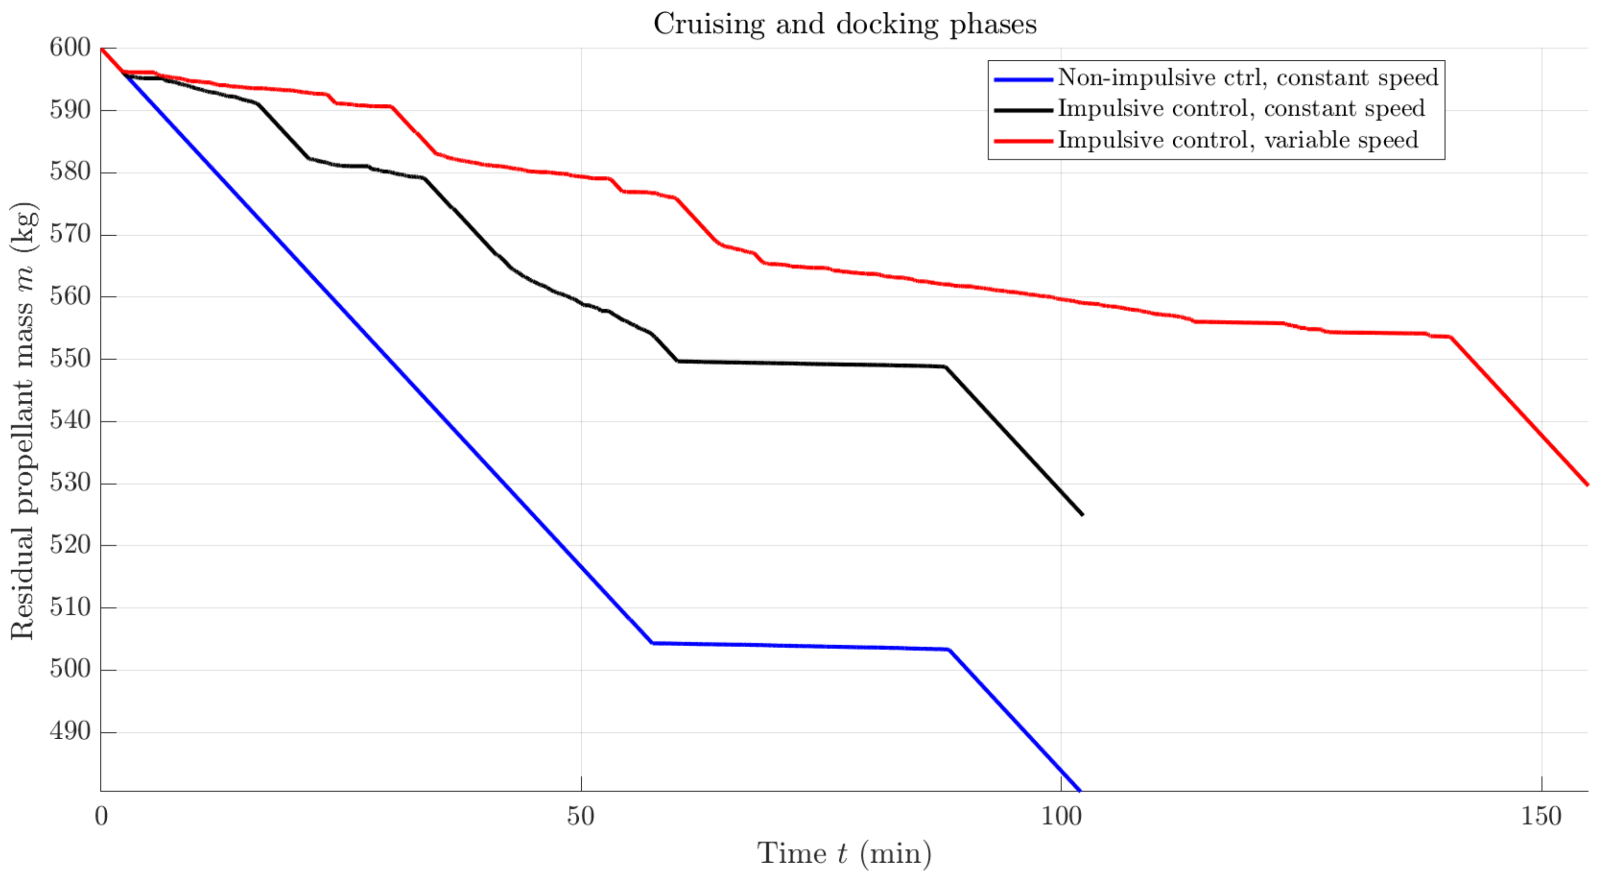 Cruising and docking phases
Non-impulsive ctrl, constant speed
Impulsive control, constant speed
Impulsive control, variable speed
Residual propellant mass m (kg)
600
590
580
570
560
550
540
530
520
510
500
490
0 50 100 150
Time t (min)